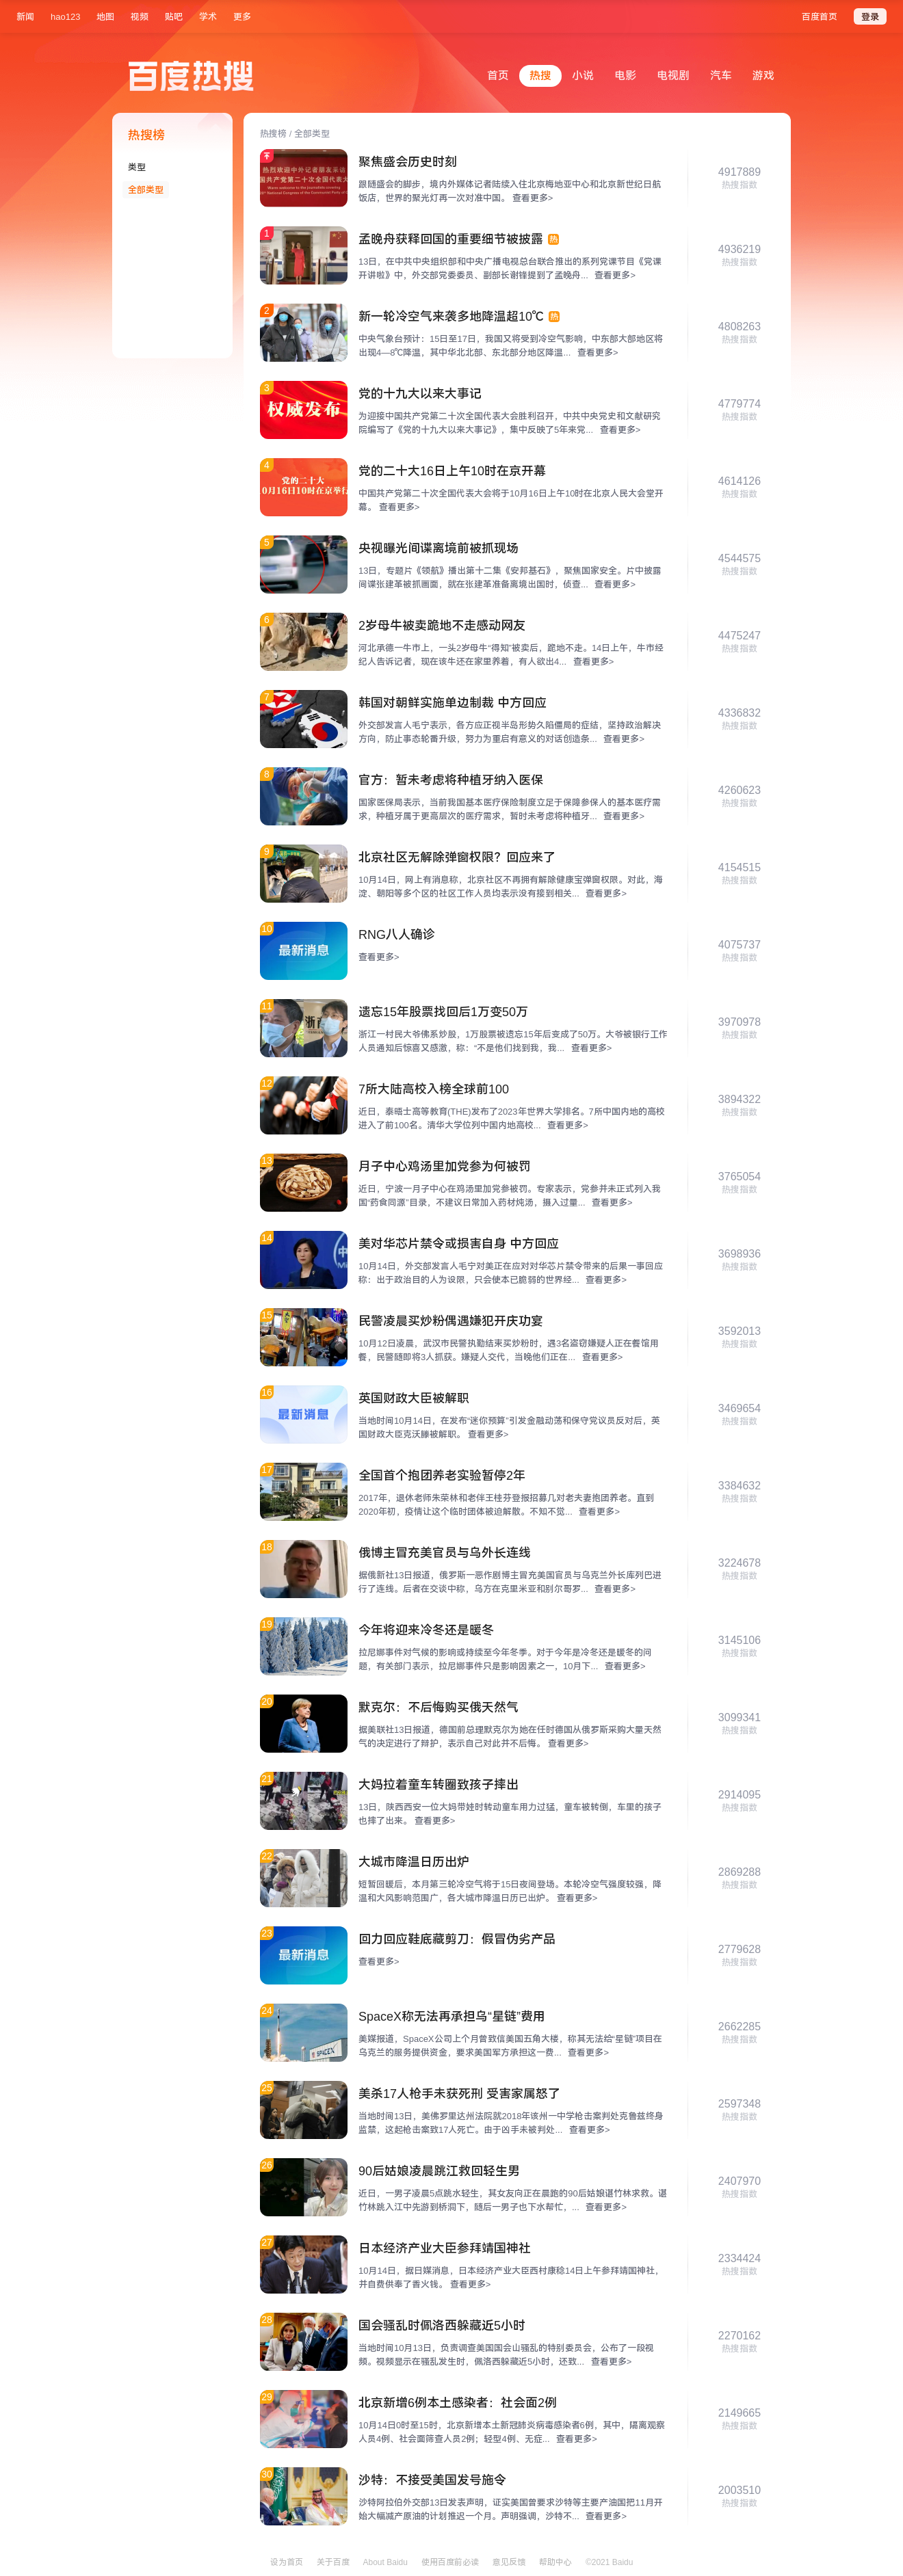 新闻 hao123 地图 视频 贴吧 学术 更多 百度首页 登录
百度热搜
首页 热搜 小说 电影 电视剧 汽车 游戏
热搜榜
类型
全部类型
热搜榜 / 全部类型
聚焦盛会历史时刻
跟随盛会的脚步，境内外媒体记者陆续入住北京梅地亚中心和北京新世纪日航
饭店，世界的聚光灯再一次对准中国。 查看更多>
4917889
热搜指数
1
孟晚舟获释回国的重要细节被披露 热
13日，在中共中央组织部和中央广播电视总台联合推出的系列党课节目《党课
开讲啦》中，外交部党委委员、副部长谢锋提到了孟晚舟... 查看更多>
4936219
热搜指数
2
新一轮冷空气来袭多地降温超10℃ 热
中央气象台预计：15日至17日，我国又将受到冷空气影响，中东部大部地区将
出现4—8℃降温，其中华北北部、东北部分地区降温... 查看更多>
4808263
热搜指数
3
权威发布
党的十九大以来大事记
为迎接中国共产党第二十次全国代表大会胜利召开，中共中央党史和文献研究
院编写了《党的十九大以来大事记》，集中反映了5年来党... 查看更多>
4779774
热搜指数
4
党的二十大
0月16日10时在京举行
党的二十大16日上午10时在京开幕
中国共产党第二十次全国代表大会将于10月16日上午10时在北京人民大会堂开
幕。 查看更多>
4614126
热搜指数
5
央视曝光间谍离境前被抓现场
13日，专题片《领航》播出第十二集《安邦基石》，聚焦国家安全。片中披露
间谍张建革被抓画面，就在张建革准备离境出国时，侦查... 查看更多>
4544575
热搜指数
6
2岁母牛被卖跪地不走感动网友
河北承德一牛市上，一头2岁母牛“得知”被卖后，跪地不走。14日上午，牛市经
纪人告诉记者，现在该牛还在家里养着，有人欲出4... 查看更多>
4475247
热搜指数
7
韩国对朝鲜实施单边制裁 中方回应
外交部发言人毛宁表示，各方应正视半岛形势久陷僵局的症结，坚持政治解决
方向，防止事态轮番升级，努力为重启有意义的对话创造条... 查看更多>
4336832
热搜指数
8
官方：暂未考虑将种植牙纳入医保
国家医保局表示，当前我国基本医疗保险制度立足于保障参保人的基本医疗需
求，种植牙属于更高层次的医疗需求，暂时未考虑将种植牙... 查看更多>
4260623
热搜指数
9
北京社区无解除弹窗权限？回应来了
10月14日，网上有消息称，北京社区不再拥有解除健康宝弹窗权限。对此，海
淀、朝阳等多个区的社区工作人员均表示没有接到相关... 查看更多>
4154515
热搜指数
10
最新消息
RNG八人确诊
查看更多>
4075737
热搜指数
11
遗忘15年股票找回后1万变50万
浙江一村民大爷佛系炒股，1万股票被遗忘15年后变成了50万。大爷被银行工作
人员通知后惊喜又感激，称：“不是他们找到我，我... 查看更多>
3970978
热搜指数
12
7所大陆高校入榜全球前100
近日，泰晤士高等教育(THE)发布了2023年世界大学排名。7所中国内地的高校
进入了前100名。清华大学位列中国内地高校... 查看更多>
3894322
热搜指数
13
月子中心鸡汤里加党参为何被罚
近日，宁波一月子中心在鸡汤里加党参被罚。专家表示，党参并未正式列入我
国“药食同源”目录，不建议日常加入药材炖汤，摄入过量... 查看更多>
3765054
热搜指数
14
美对华芯片禁令或损害自身 中方回应
10月14日，外交部发言人毛宁对美正在应对对华芯片禁令带来的后果一事回应
称：出于政治目的人为设限，只会使本已脆弱的世界经... 查看更多>
3698936
热搜指数
15
民警凌晨买炒粉偶遇嫌犯开庆功宴
10月12日凌晨，武汉市民警执勤结束买炒粉时，遇3名盗窃嫌疑人正在餐馆用
餐，民警随即将3人抓获。嫌疑人交代，当晚他们正在... 查看更多>
3592013
热搜指数
16
最新消息
英国财政大臣被解职
当地时间10月14日，在发布“迷你预算”引发金融动荡和保守党议员反对后，英
国财政大臣克沃滕被解职。 查看更多>
3469654
热搜指数
17
全国首个抱团养老实验暂停2年
2017年，退休老师朱荣林和老伴王桂芬登报招募几对老夫妻抱团养老。直到
2020年初，疫情让这个临时团体被迫解散。不知不觉... 查看更多>
3384632
热搜指数
18
俄博主冒充美官员与乌外长连线
据俄新社13日报道，俄罗斯一恶作剧博主冒充美国官员与乌克兰外长库列巴进
行了连线。后者在交谈中称，乌方在克里米亚和别尔哥罗... 查看更多>
3224678
热搜指数
19
今年将迎来冷冬还是暖冬
拉尼娜事件对气候的影响或持续至今年冬季。对于今年是冷冬还是暖冬的问
题，有关部门表示，拉尼娜事件只是影响因素之一，10月下... 查看更多>
3145106
热搜指数
20
默克尔：不后悔购买俄天然气
据美联社13日报道，德国前总理默克尔为她在任时德国从俄罗斯采购大量天然
气的决定进行了辩护，表示自己对此并不后悔。 查看更多>
3099341
热搜指数
21
大妈拉着童车转圈致孩子摔出
13日，陕西西安一位大妈带娃时转动童车用力过猛，童车被转倒，车里的孩子
也摔了出来。 查看更多>
2914095
热搜指数
22
大城市降温日历出炉
短暂回暖后，本月第三轮冷空气将于15日夜间登场。本轮冷空气强度较强，降
温和大风影响范围广，各大城市降温日历已出炉。 查看更多>
2869288
热搜指数
23
最新消息
回力回应鞋底藏剪刀：假冒伪劣产品
查看更多>
2779628
热搜指数
24
SPACEX
SpaceX称无法再承担乌“星链”费用
美媒报道，SpaceX公司上个月曾致信美国五角大楼，称其无法给“星链”项目在
乌克兰的服务提供资金，要求美国军方承担这一费... 查看更多>
2662285
热搜指数
25
美杀17人枪手未获死刑 受害家属怒了
当地时间13日，美佛罗里达州法院就2018年该州一中学枪击案判处克鲁兹终身
监禁，这起枪击案致17人死亡。由于凶手未被判处... 查看更多>
2597348
热搜指数
26
90后姑娘凌晨跳江救回轻生男
近日，一男子凌晨5点跳水轻生，其女友向正在晨跑的90后姑娘谌竹林求救。谌
竹林跳入江中先游到桥洞下，随后一男子也下水帮忙，... 查看更多>
2407970
热搜指数
27
日本经济产业大臣参拜靖国神社
10月14日，据日媒消息，日本经济产业大臣西村康稔14日上午参拜靖国神社，
并自费供奉了香火钱。 查看更多>
2334424
热搜指数
28
国会骚乱时佩洛西躲藏近5小时
当地时间10月13日，负责调查美国国会山骚乱的特别委员会，公布了一段视
频。视频显示在骚乱发生时，佩洛西躲藏近5小时，还致... 查看更多>
2270162
热搜指数
29
北京新增6例本土感染者：社会面2例
10月14日0时至15时，北京新增本土新冠肺炎病毒感染者6例，其中，隔离观察
人员4例、社会面筛查人员2例；轻型4例、无症... 查看更多>
2149665
热搜指数
30
沙特：不接受美国发号施令
沙特阿拉伯外交部13日发表声明，证实美国曾要求沙特等主要产油国把11月开
始大幅减产原油的计划推迟一个月。声明强调，沙特不... 查看更多>
2003510
热搜指数
设为首页 关于百度 About Baidu 使用百度前必读 意见反馈 帮助中心 ©2021 Baidu